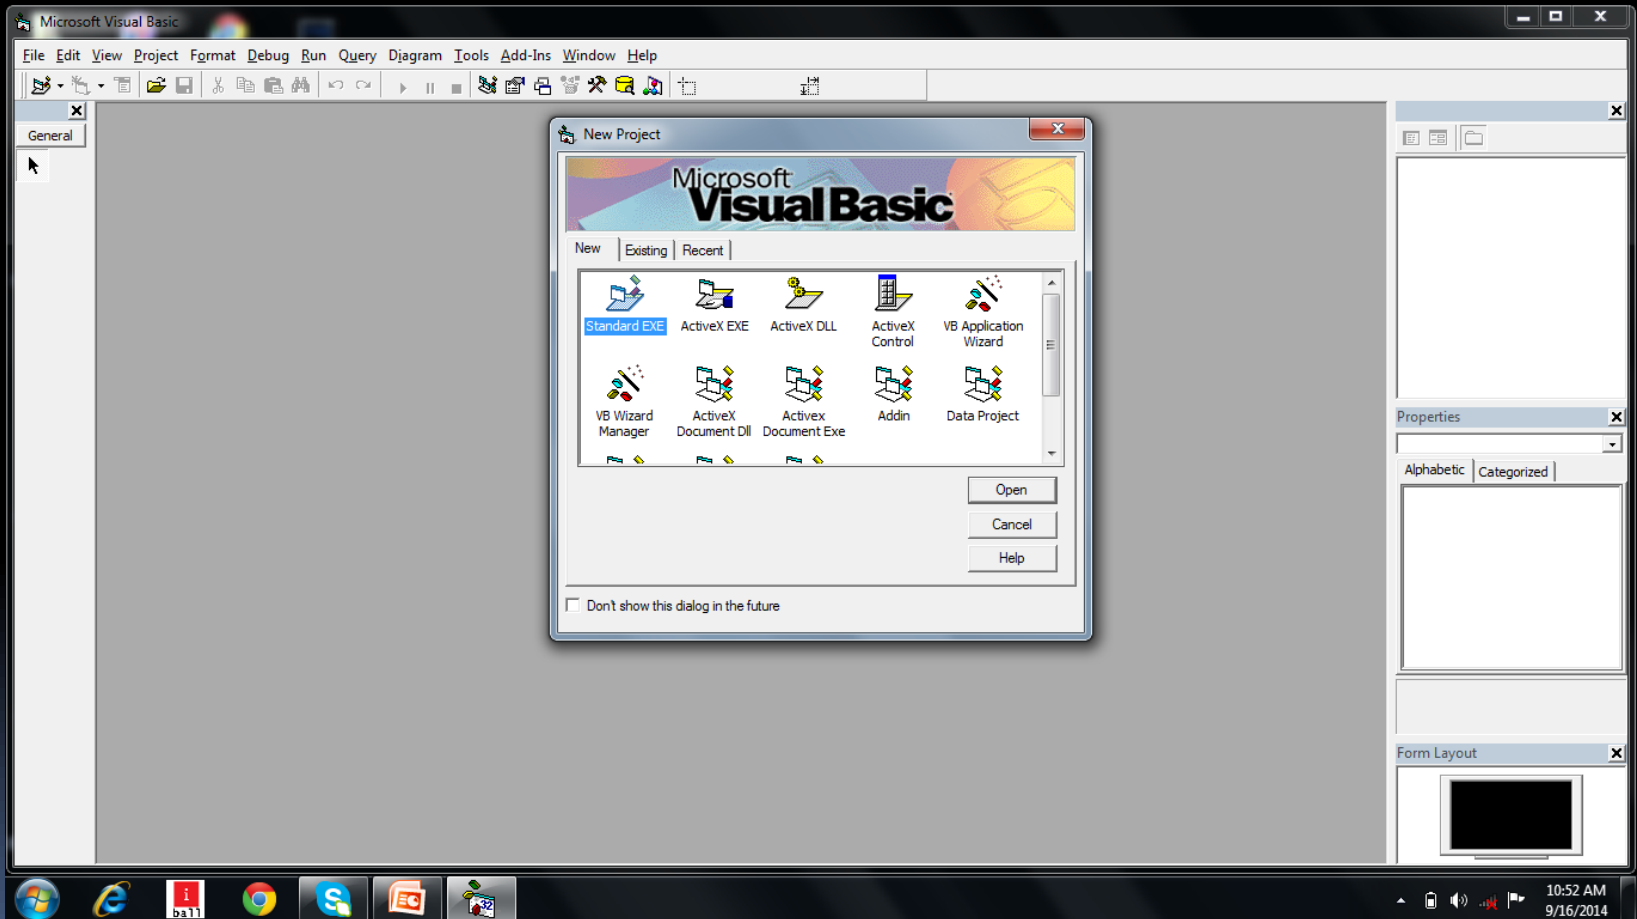 Microsoft Visual Basic
File Edit View Project Format Debug Run Query Diagram Tools Add-Ins Window Help
General
New Project
Microsoft
Visual Basic
New Existing Recent
Standard EXE ActiveX EXE ActiveX DLL ActiveX Control VB Application Wizard
VB Wizard Manager ActiveX Document Dll Activex Document Exe Addin Data Project
Open
Cancel
Help
Don't show this dialog in the future
Properties
Alphabetic Categorized
Form Layout
i
ball
32
10:52 AM
9/16/2014